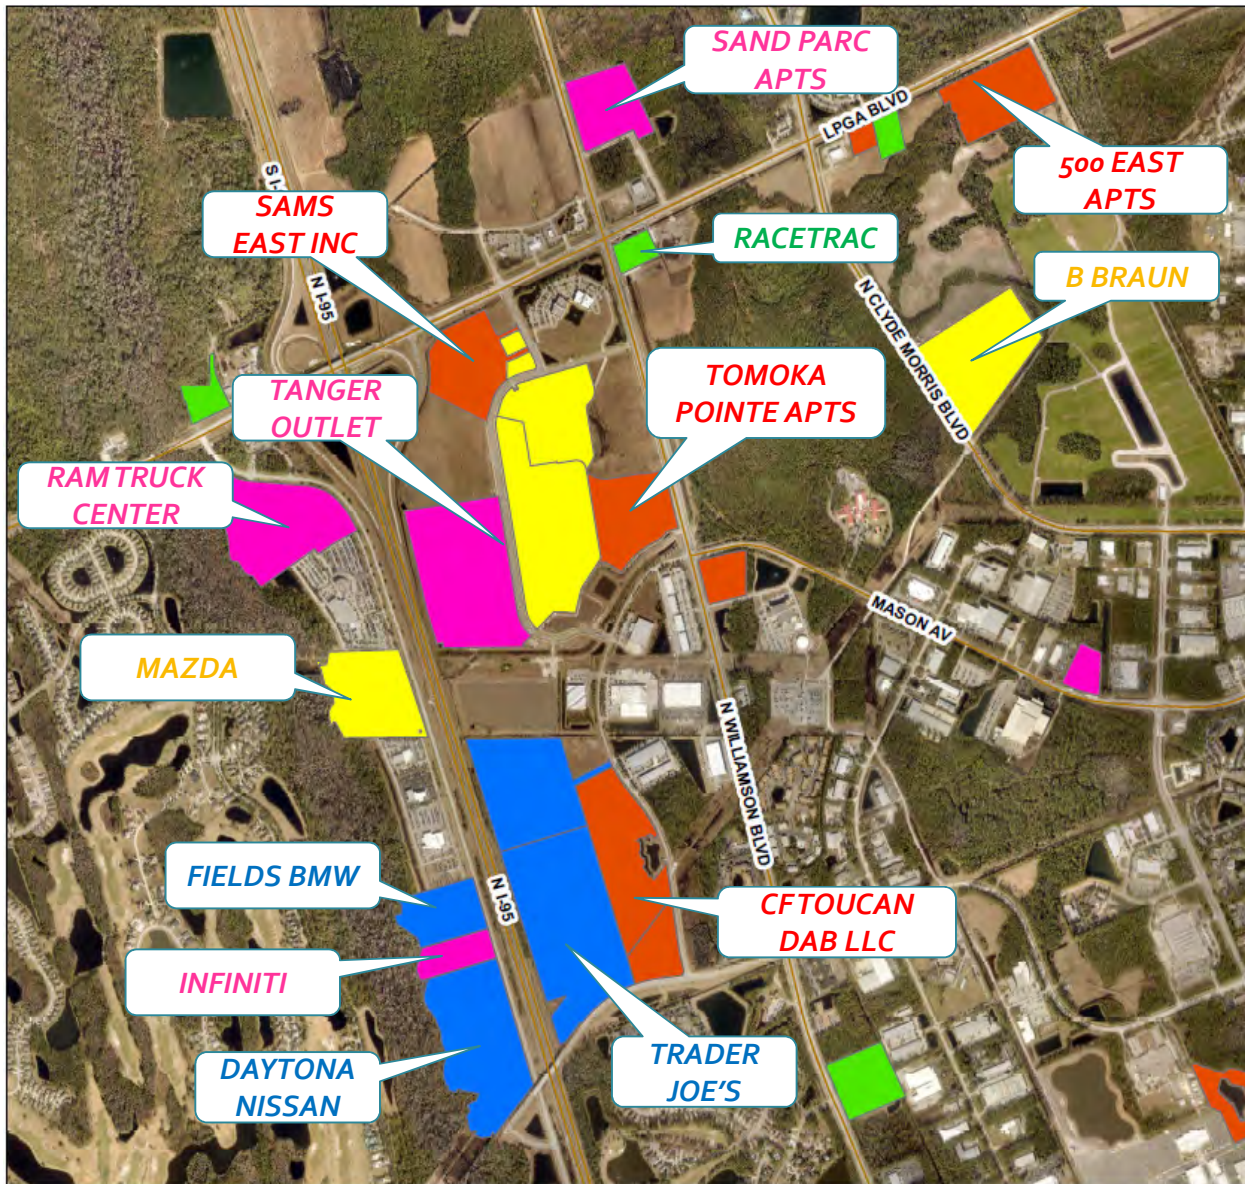 SAND PARC
APTS
LPGA BLVD
500 EAST
APTS
S I-
SAMS
EAST INC
RACETRAC
B BRAUN
N I-95
N CLYDE MORRIS BLVD
TANGER
OUTLET
TOMOKA
POINTE APTS
RAM TRUCK
CENTER
MASON AV
MAZDA
N WILLIAMSON BLVD
FIELDS BMW
N I-95
CF TOUCAN
DAB LLC
INFINITI
DAYTONA
NISSAN
TRADER
JOE'S